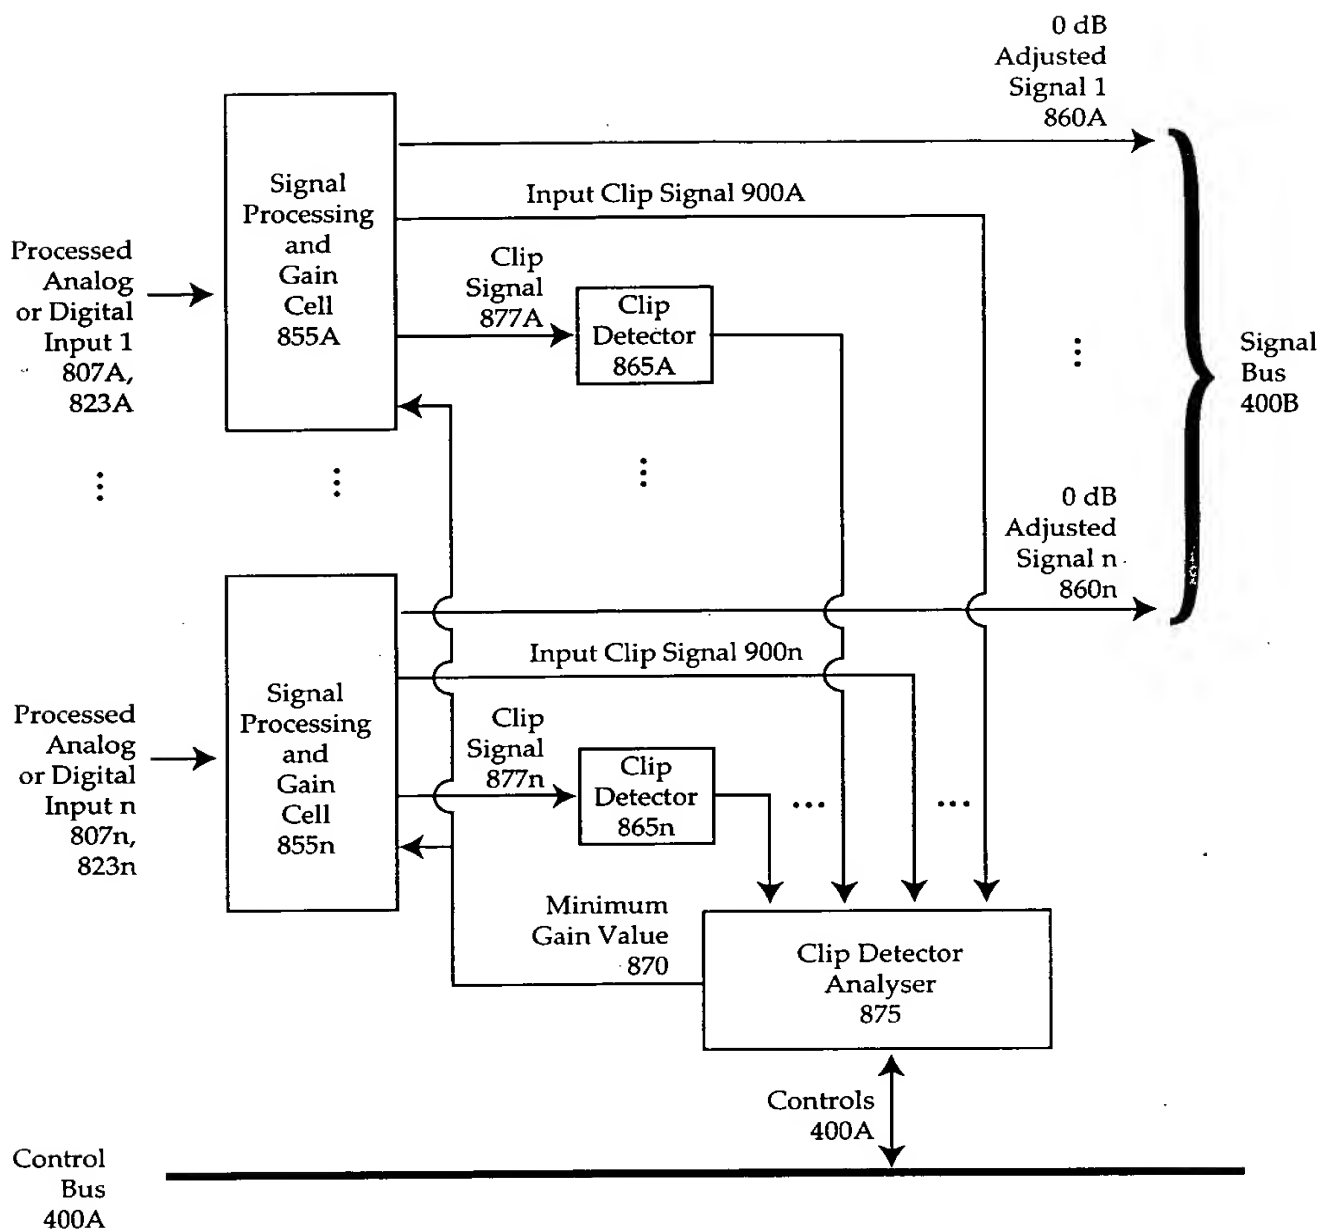 0 dB
Adjusted
Signal 1
860A
Signal
Processing
and
Gain
Cell
855A
Input Clip Signal 900A
Processed
Analog
or Digital
Input 1
807A,
823A
Clip
Signal
877A
Clip
Detector
865A
Signal
Bus
400B
0 dB
Adjusted
Signal n
860n
Signal
Processing
and
Gain
Cell
855n
Input Clip Signal 900n
Processed
Analog
or Digital
Input n
807n,
823n
Clip
Signal
877n
Clip
Detector
865n
Minimum
Gain Value
870
Clip Detector
Analyser
875
Controls
400A
Control
Bus
400A